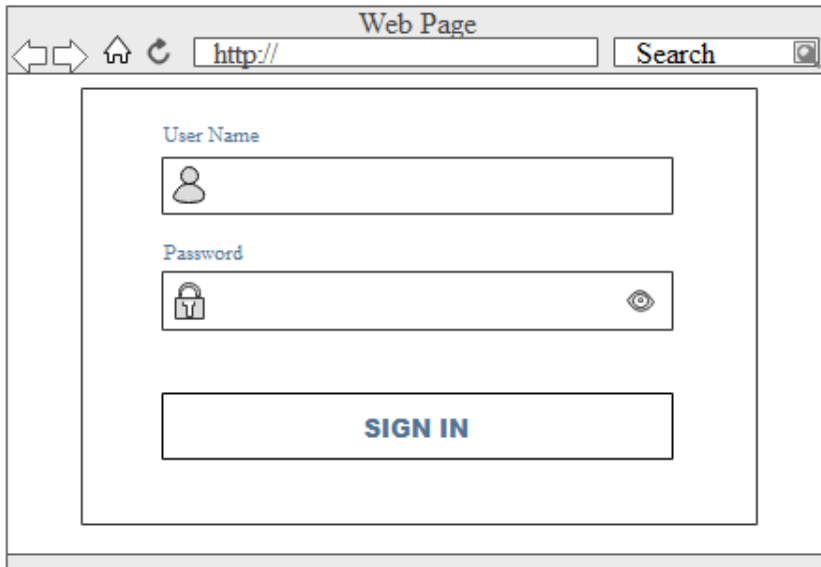 Web Page
http://
Search
User Name
Password
SIGN IN